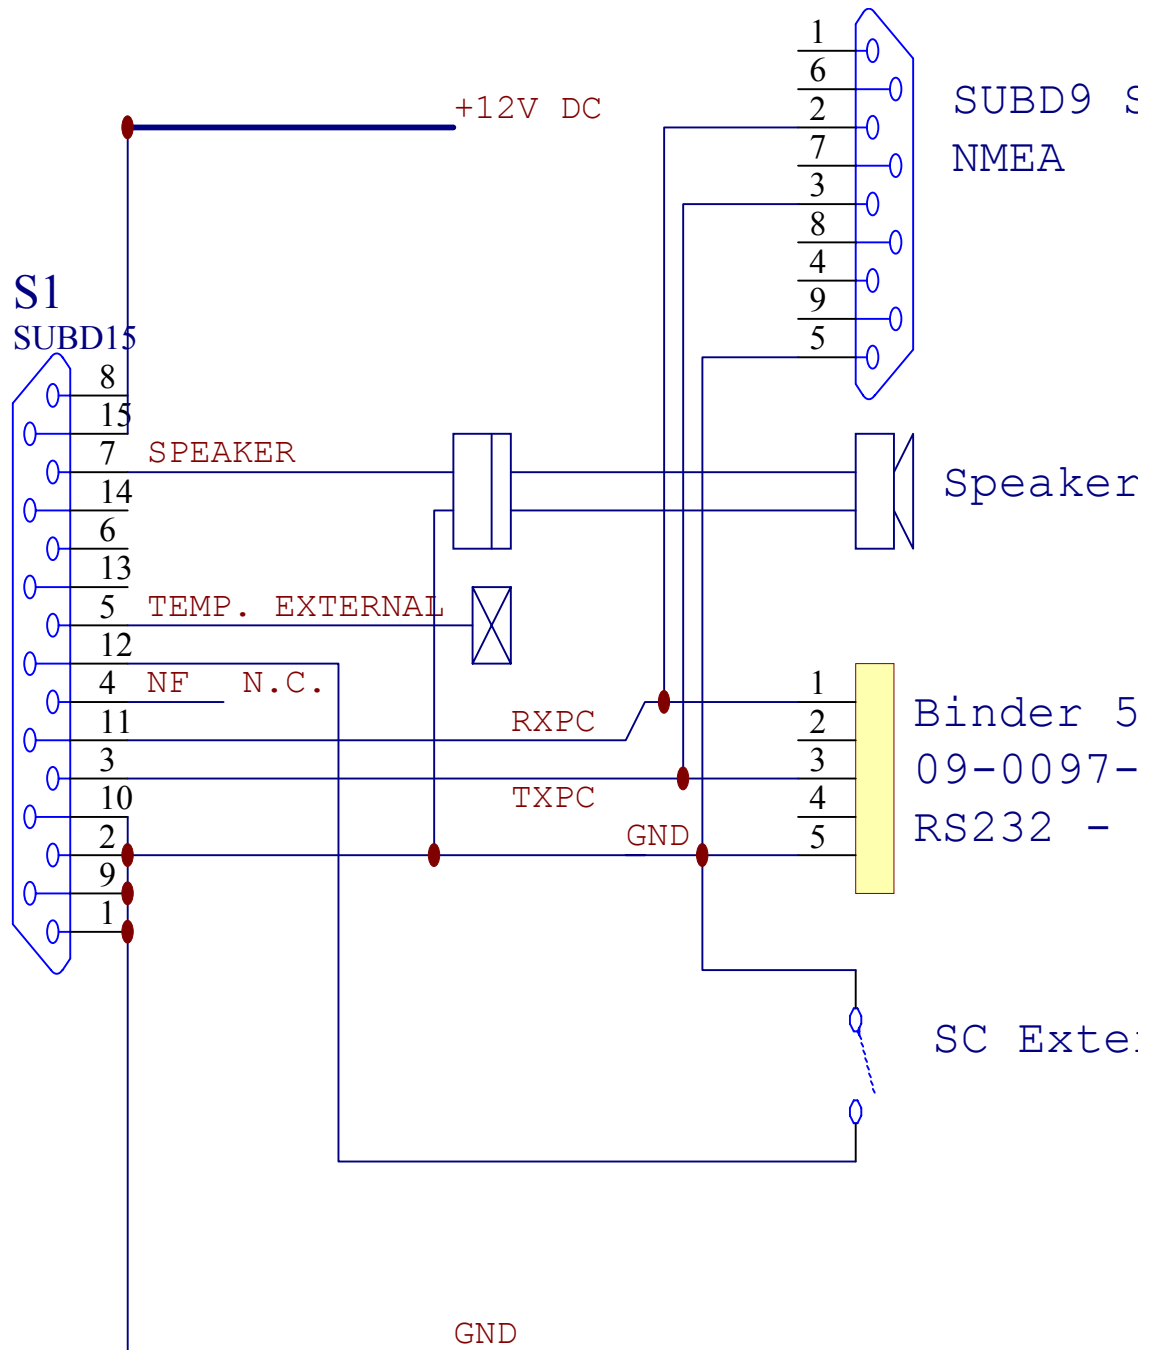 +12V DC
1
6
2
7
3
8
4
9
5
SUBD9 S
NMEA
S1
SUBD15
8
15
7
14
6
13
5
12
4
11
3
10
2
9
1
SPEAKER
Speaker
TEMP. EXTERNAL
NF N.C.
RXPC
TXPC
GND
1
2
3
4
5
Binder 5
09-0097-
RS232 -
SC Exter
GND